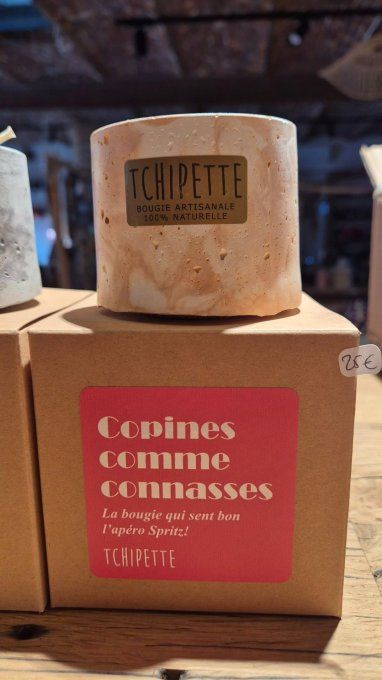 TCHIPETTE
BOUGIE ARTISANALE
100% NATURELLE
25€
Copines
comme
connasses
La bougie qui sent bon
l'apéro Spritz!
TCHIPETTE